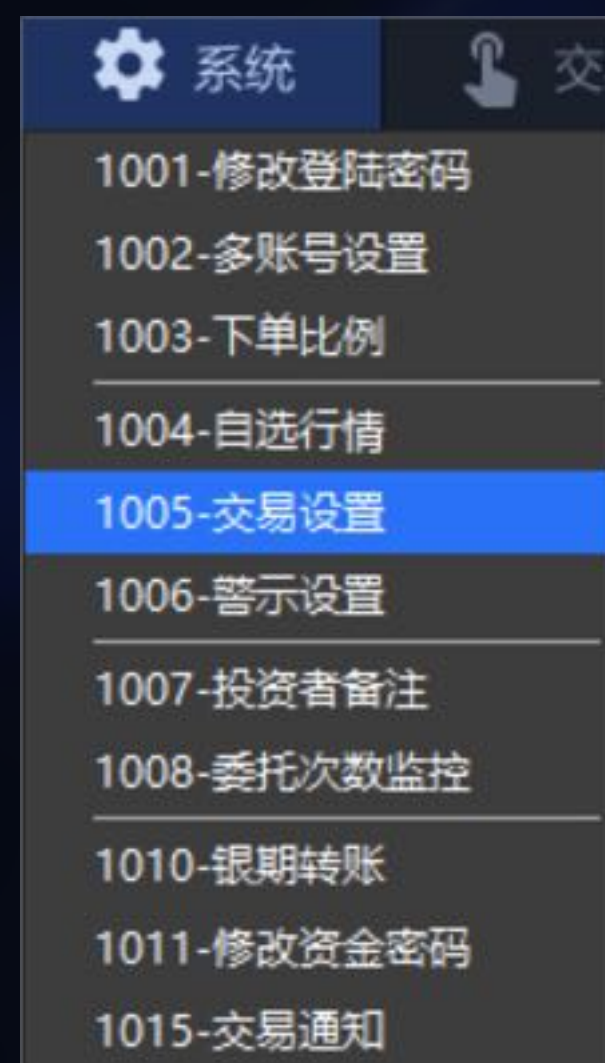 系统 交
1001-修改登陆密码
1002-多账号设置
1003-下单比例
1004-自选行情
1005-交易设置
1006-警示设置
1007-投资者备注
1008-委托次数监控
1010-银期转账
1011-修改资金密码
1015-交易通知